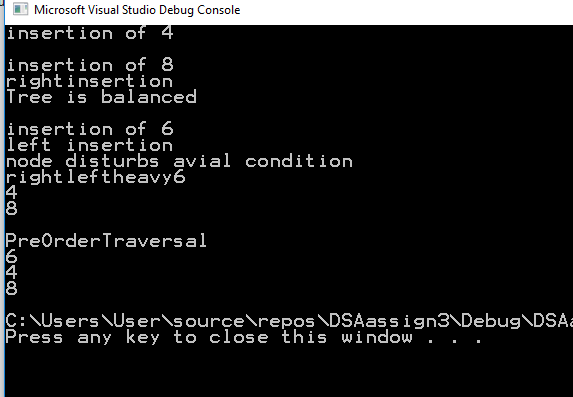 Microsoft Visual Studio Debug Console
insertion of 4
insertion of 8
rightinsertion
Tree is balanced
insertion of 6
left insertion
node disturbs avial condition
rightleftheavy6
4
8
PreOrderTraversal
6
4
8
C:\Users\User\source\repos\DSAassign3\Debug\DSAa
Press any key to close this window . . .